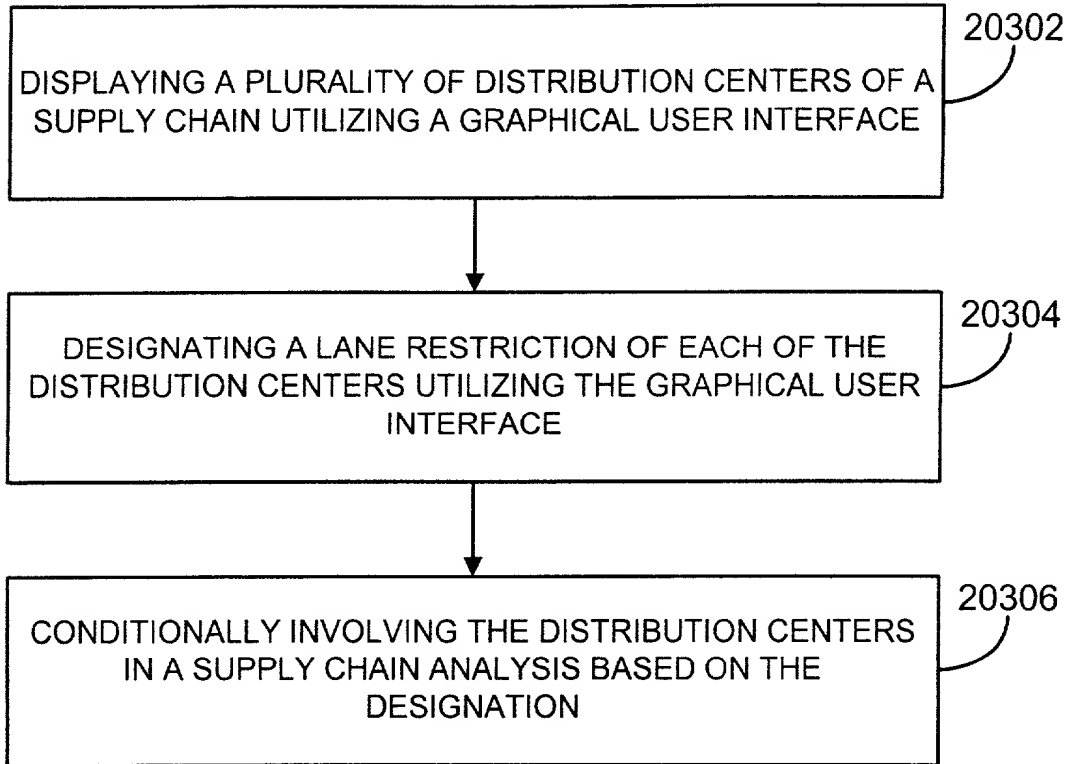 20302
DISPLAYING A PLURALITY OF DISTRIBUTION CENTERS OF A
SUPPLY CHAIN UTILIZING A GRAPHICAL USER INTERFACE
20304
DESIGNATING A LANE RESTRICTION OF EACH OF THE
DISTRIBUTION CENTERS UTILIZING THE GRAPHICAL USER
INTERFACE
20306
CONDITIONALLY INVOLVING THE DISTRIBUTION CENTERS
IN A SUPPLY CHAIN ANALYSIS BASED ON THE
DESIGNATION